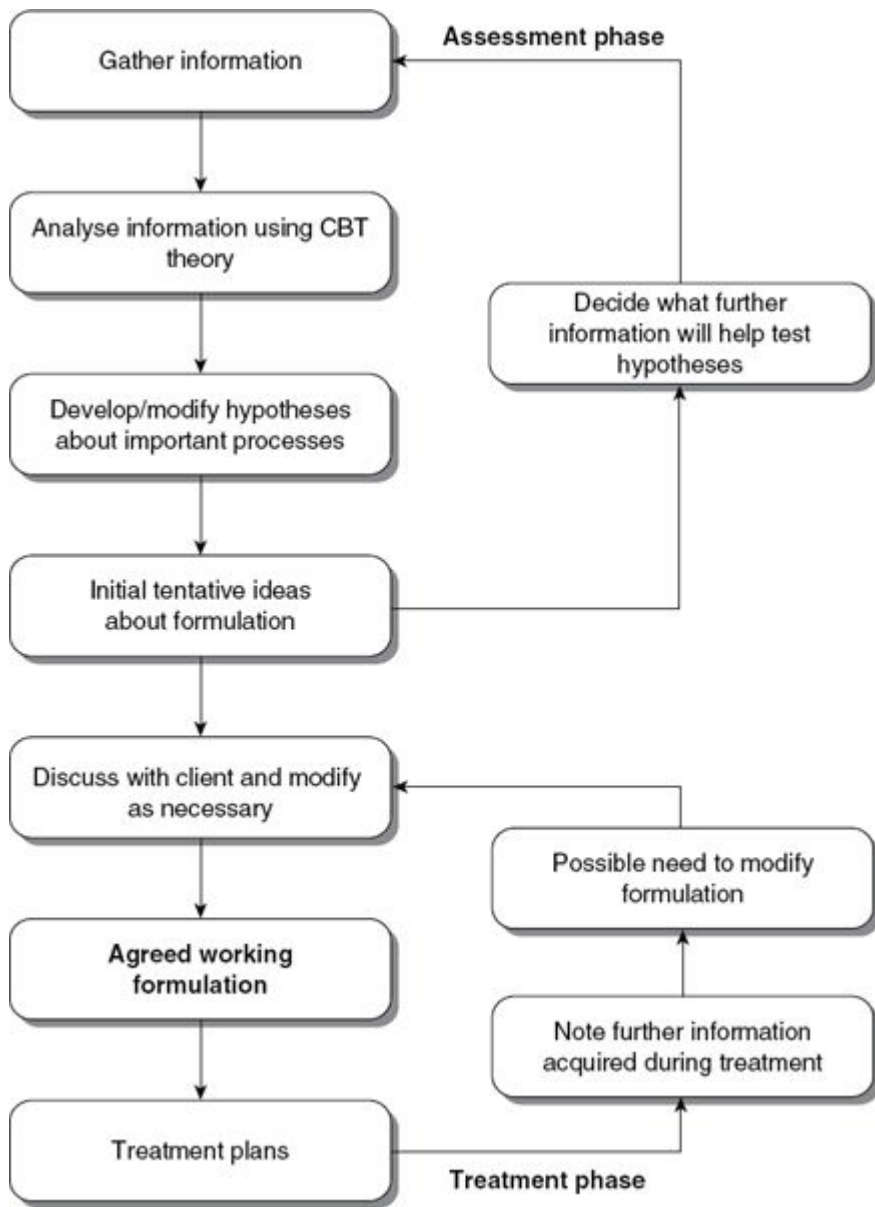 Assessment phase
Gather information
Analyse information using CBT
theory
Decide what further
information will help test
hypotheses
Develop/modify hypotheses
about important processes
Initial tentative ideas
about formulation
Discuss with client and modify
as necessary
Possible need to modify
formulation
Agreed working
formulation
Note further information
acquired during treatment
Treatment plans
Treatment phase